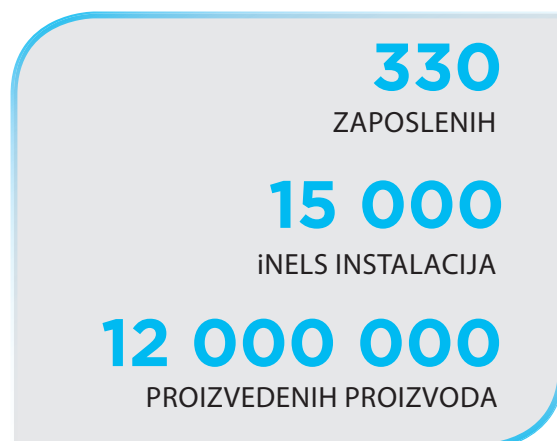 330
ZAPOSLENIH
15 000
iNELS INSTALACIJA
12 000 000
PROIZVEDENIH PROIZVODA